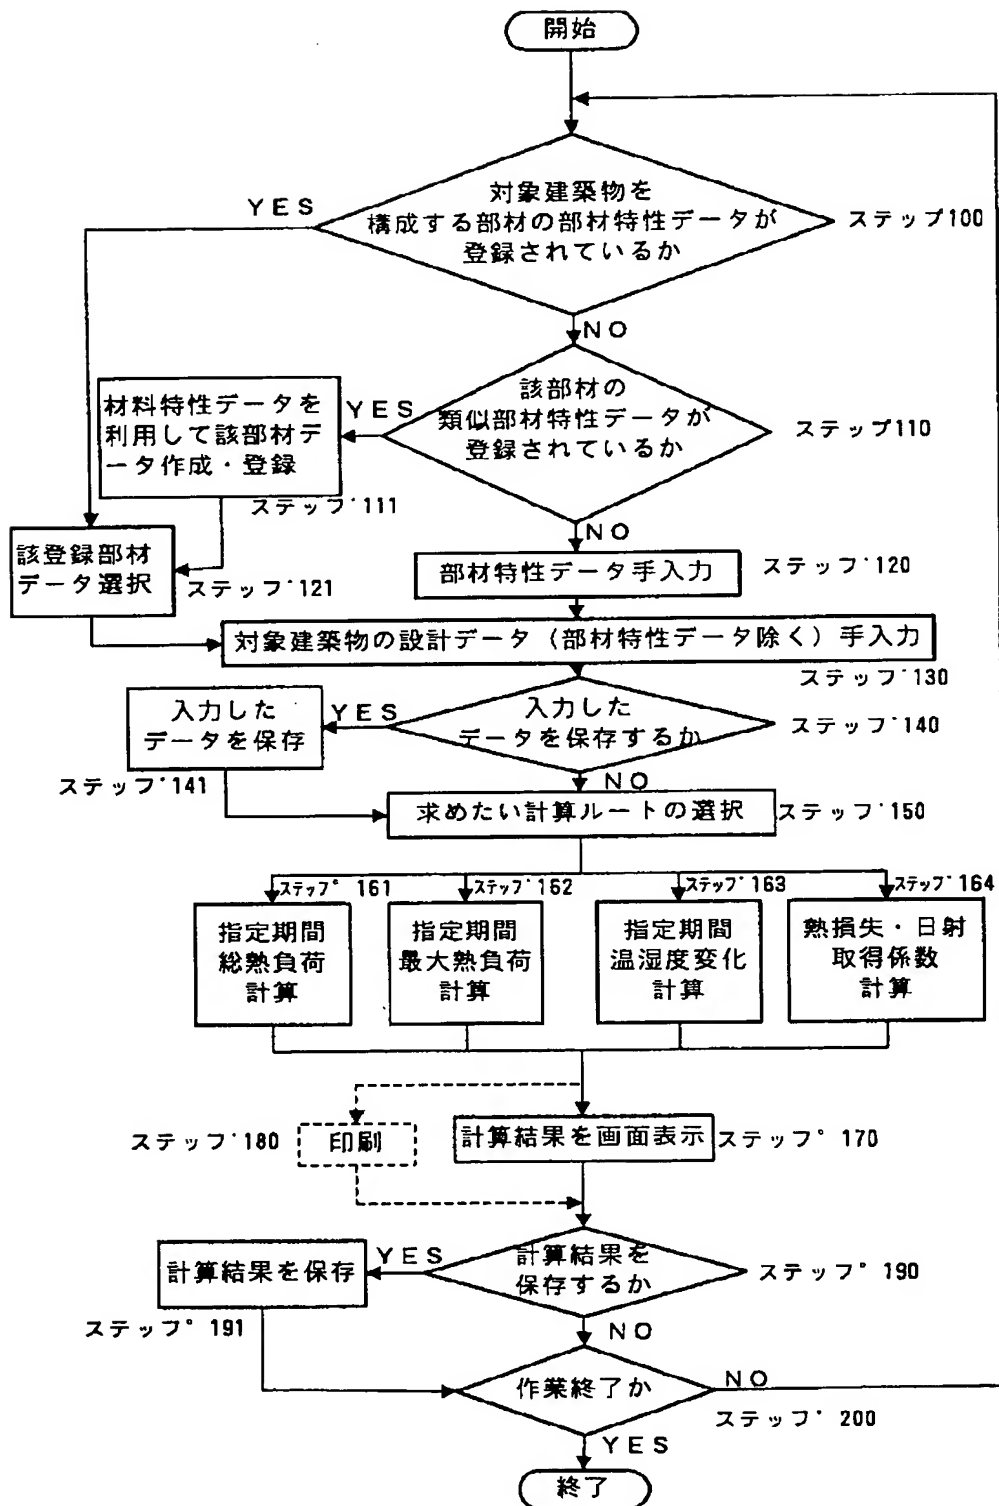 開始
対象建築物を
構成する部材の部材特性データが
登録されているか
YES
ステップ100
NO
該部材の
類似部材特性データが
登録されているか
YES
ステップ110
材料特性データを
利用して該部材デ
ータ作成・登録
ステップ111
NO
該登録部材
データ選択
ステップ121
部材特性データ手入力
ステップ120
対象建築物の設計データ(部材特性データ除く)手入力
ステップ130
入力した
データを保存するか
YES
ステップ140
入力した
データを保存
ステップ141
NO
求めたい計算ルートの選択
ステップ150
ステップ161
ステップ162
ステップ163
ステップ164
指定期間
総熱負荷
計算
指定期間
最大熱負荷
計算
指定期間
温湿度変化
計算
熱損失・日射
取得係数
計算
ステップ180
印刷
計算結果を画面表示
ステップ170
計算結果を
保存するか
YES
ステップ190
計算結果を保存
ステップ191
NO
作業終了か
NO
ステップ200
YES
終了